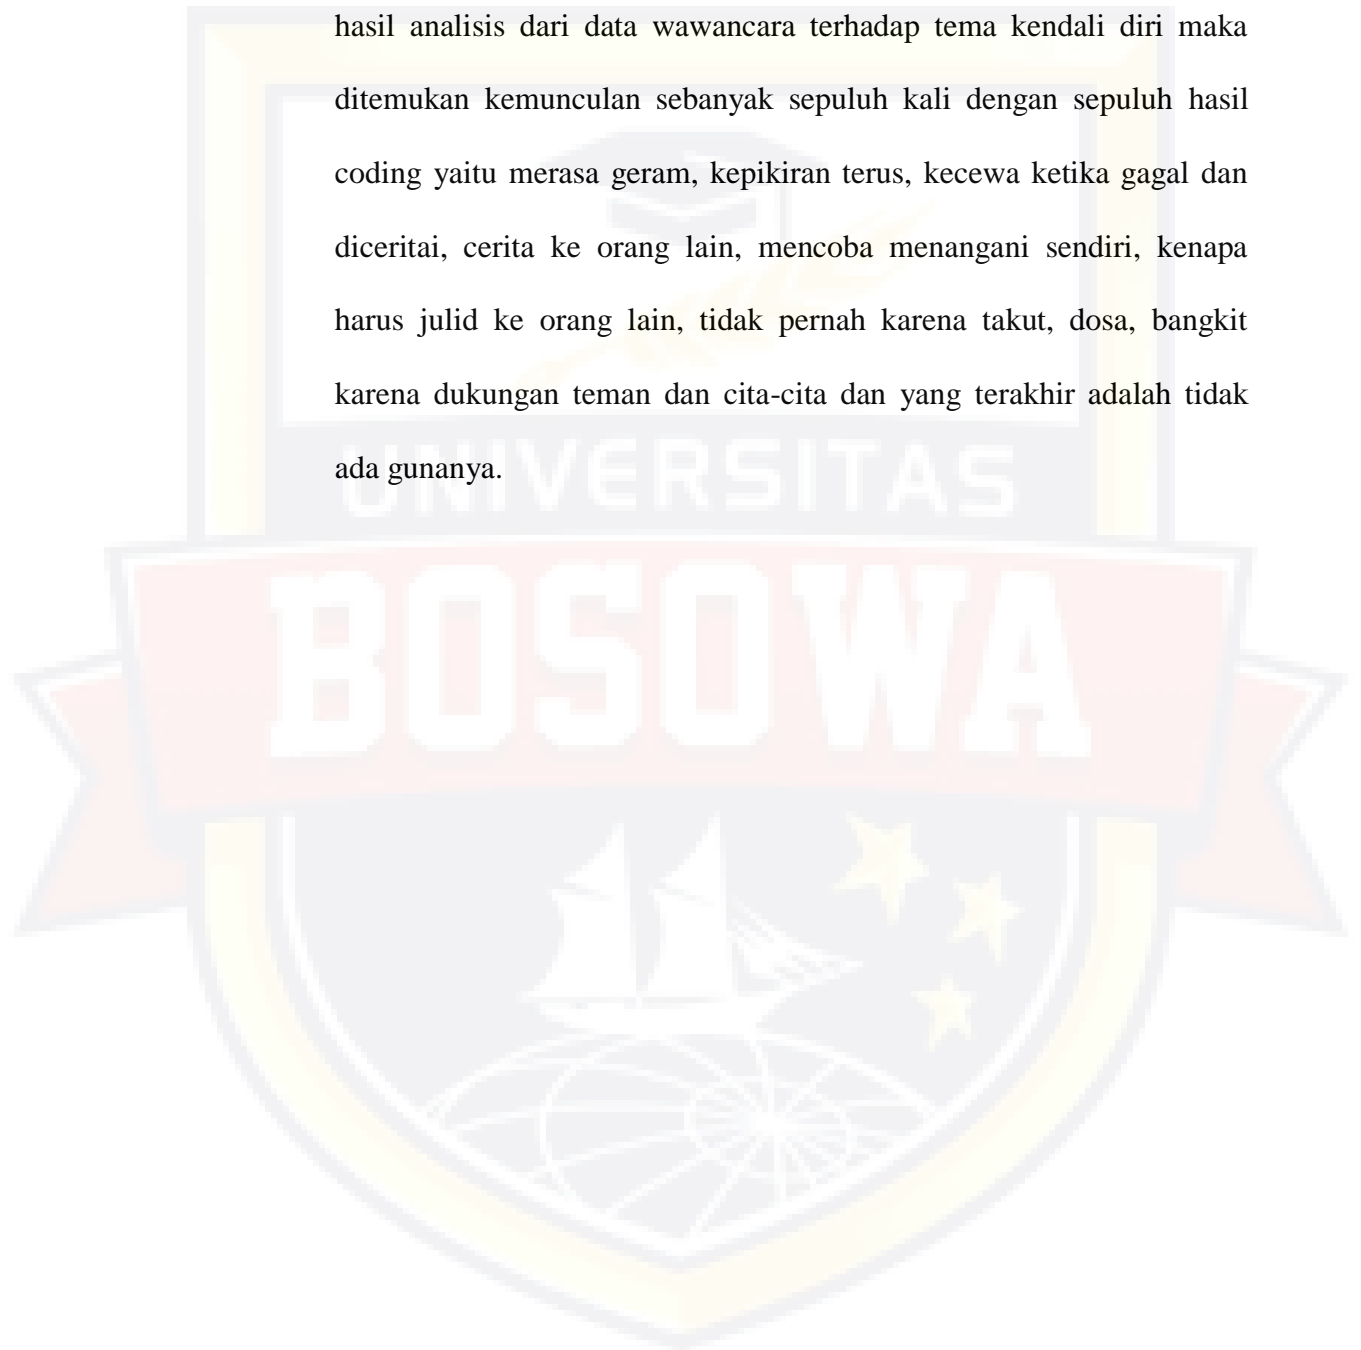 hasil analisis dari data wawancara terhadap tema kendali diri maka
ditemukan kemunculan sebanyak sepuluh kali dengan sepuluh hasil
coding yaitu merasa geram, kepikiran terus, kecewa ketika gagal dan
diceritai, cerita ke orang lain, mencoba menangani sendiri, kenapa
harus julid ke orang lain, tidak pernah karena takut, dosa, bangkit
karena dukungan teman dan cita-cita dan yang terakhir adalah tidak
ada gunanya.
UNIVERSITAS
BOSOWA